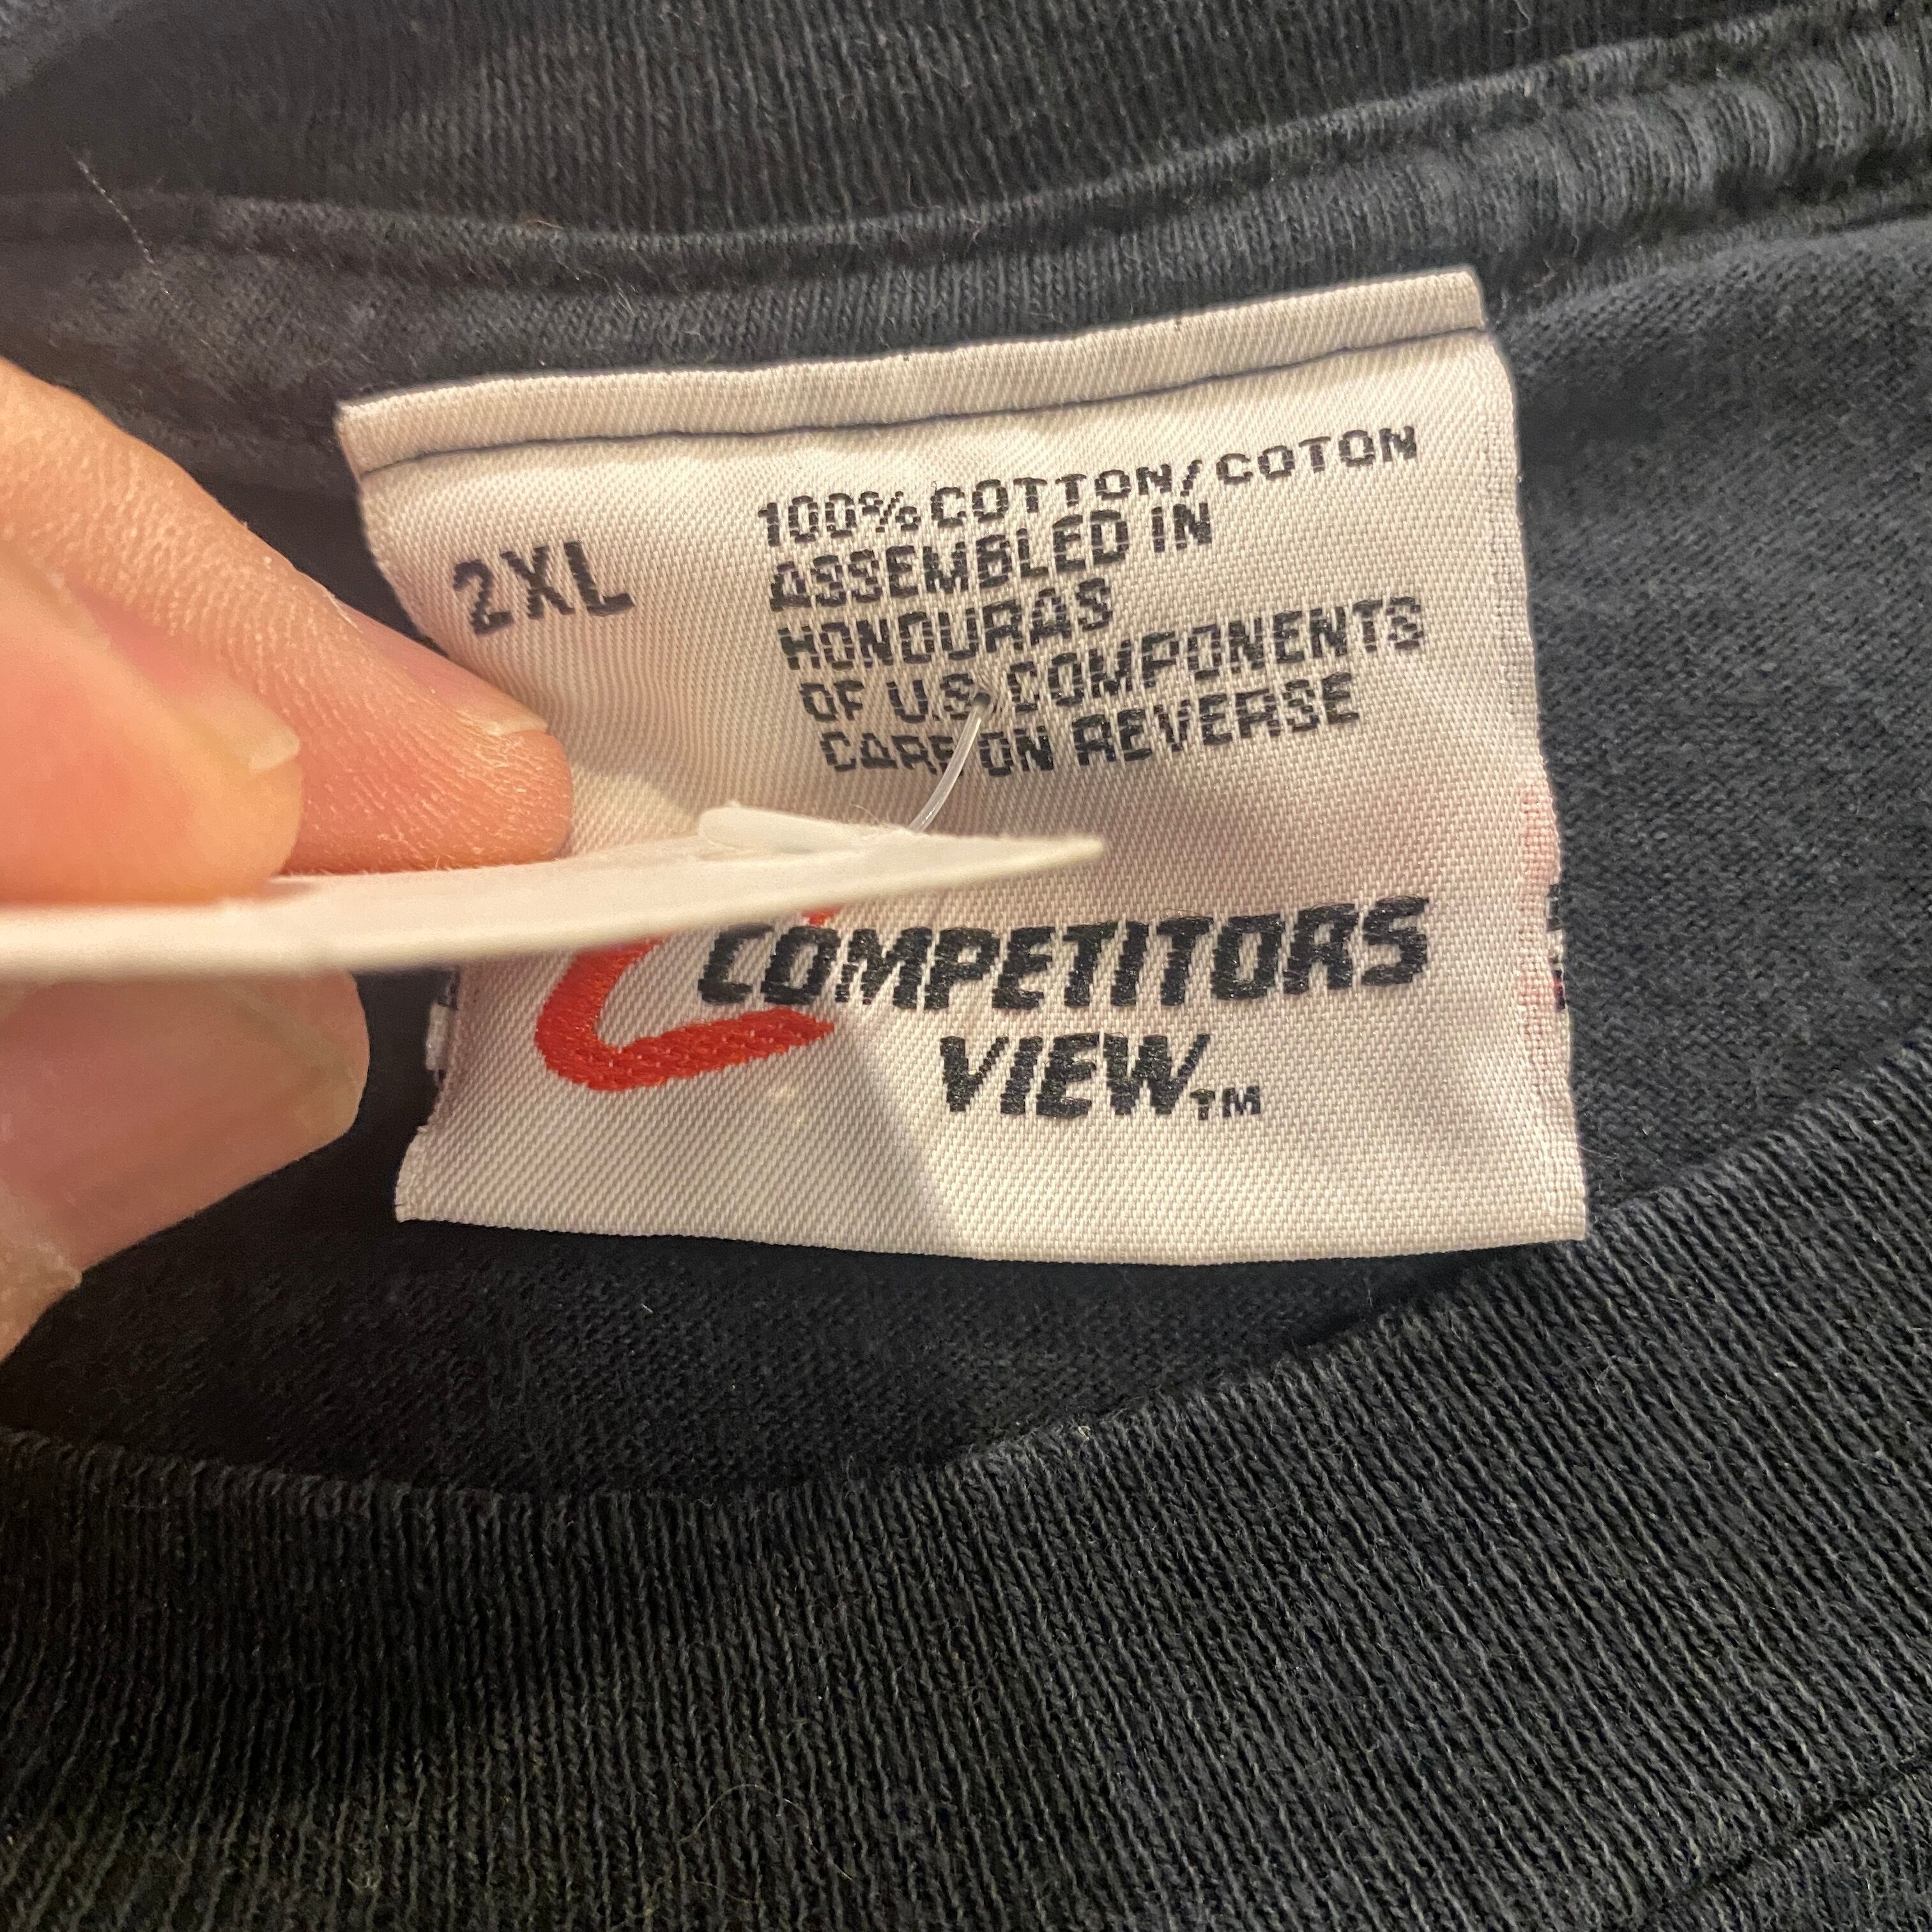 2XL
100% COTTON/COTON
ASSEMBLED IN
HONDURAS
OF U.S. COMPONENTS
CARE ON REVERSE
COMPETITORS
VIEW™